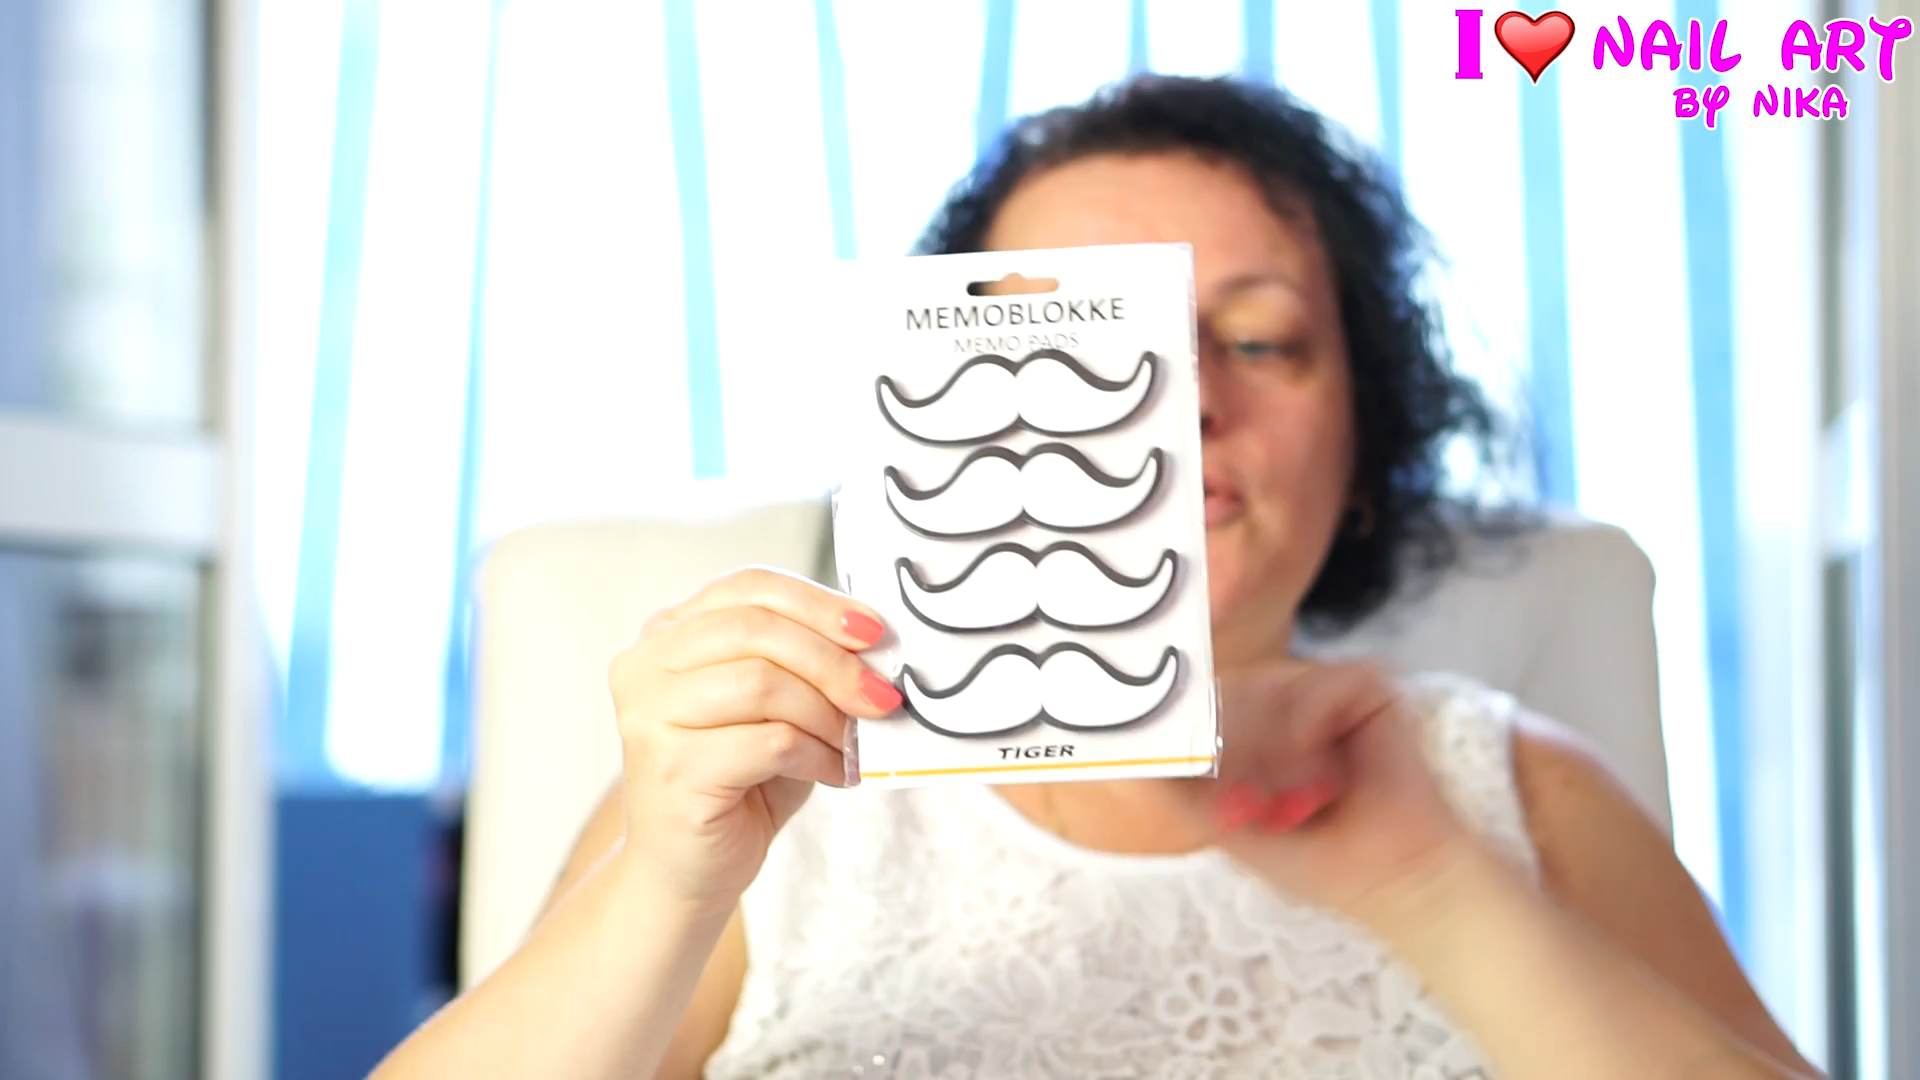 I ❤ NAIL ART
BY NIKA
MEMOBLOKKE
MEMO PADS
TIGER